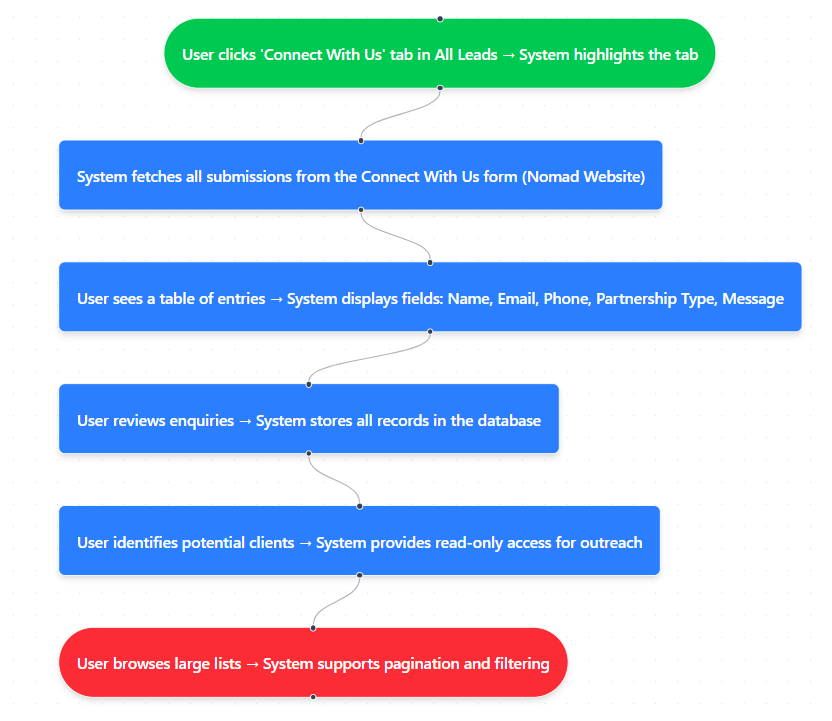 User clicks 'Connect With Us' tab in All Leads → System highlights the tab
System fetches all submissions from the Connect With Us form (Nomad Website)
User sees a table of entries → System displays fields: Name, Email, Phone, Partnership Type, Message
User reviews enquiries → System stores all records in the database
User identifies potential clients → System provides read-only access for outreach
User browses large lists → System supports pagination and filtering